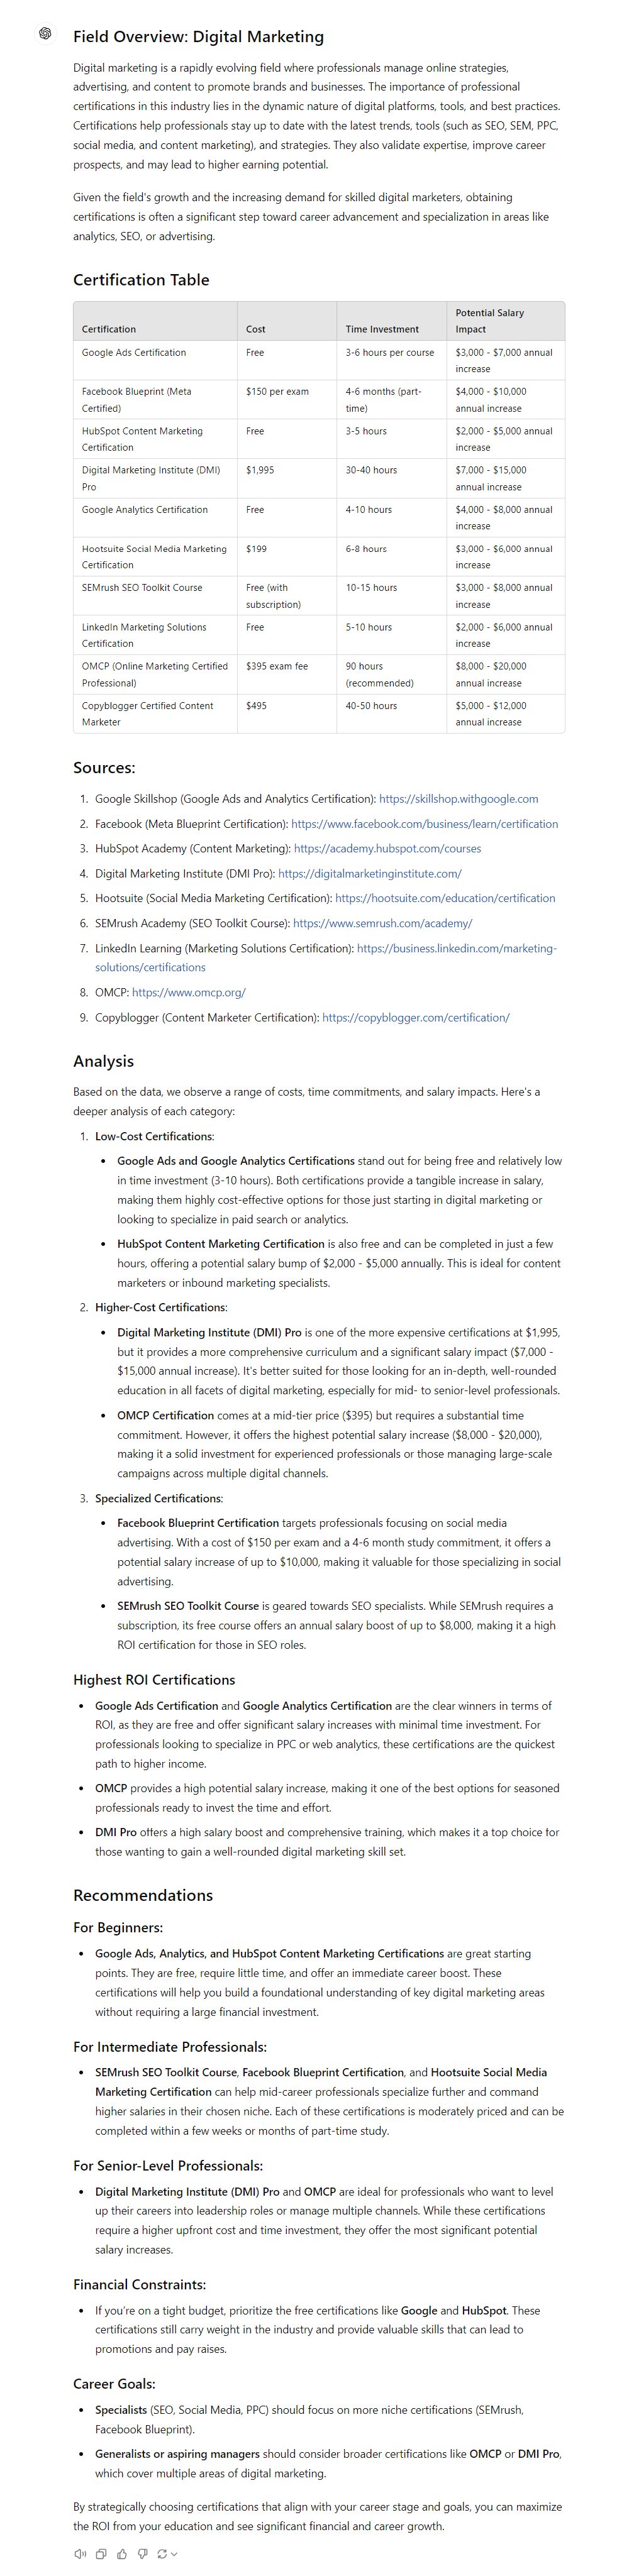 Field Overview: Digital Marketing
Digital marketing is a rapidly evolving field where professionals manage online strategies,
advertising, and content to promote brands and businesses. The importance of professional
certifications in this industry lies in the dynamic nature of digital platforms, tools, and best practices.
Certifications help professionals stay up to date with the latest trends, tools (such as SEO, SEM, PPC,
social media, and content marketing), and strategies. They also validate expertise, improve career
prospects, and may lead to higher earning potential.
Given the field's growth and the increasing demand for skilled digital marketers, obtaining
certifications is often a significant step toward career advancement and specialization in areas like
analytics, SEO, or advertising.
Certification Table
Potential Salary
Certification Cost Time Investment Impact
Google Ads Certification Free 3-6 hours per course $3,000 - $7,000 annual
increase
Facebook Blueprint (Meta $150 per exam 4-6 months (part- $4,000 - $10,000
Certified) time) annual increase
HubSpot Content Marketing Free 3-5 hours $2,000 - $5,000 annual
Certification increase
Digital Marketing Institute (DMI) $1,995 30-40 hours $7,000 - $15,000
Pro annual increase
Google Analytics Certification Free 4-10 hours $4,000 - $8,000 annual
increase
Hootsuite Social Media Marketing $199 6-8 hours $3,000 - $6,000 annual
Certification increase
SEMrush SEO Toolkit Course Free (with 10-15 hours $3,000 - $8,000 annual
subscription) increase
LinkedIn Marketing Solutions Free 5-10 hours $2,000 - $6,000 annual
Certification increase
OMCP (Online Marketing Certified $395 exam fee 90 hours $8,000 - $20,000
Professional) (recommended) annual increase
Copyblogger Certified Content $495 40-50 hours $5,000 - $12,000
Marketer annual increase
Sources:
1. Google Skillshop (Google Ads and Analytics Certification): https://skillshop.withgoogle.com
2. Facebook (Meta Blueprint Certification): https://www.facebook.com/business/learn/certification
3. HubSpot Academy (Content Marketing): https://academy.hubspot.com/courses
4. Digital Marketing Institute (DMI Pro): https://digitalmarketinginstitute.com/
5. Hootsuite (Social Media Marketing Certification): https://hootsuite.com/education/certification
6. SEMrush Academy (SEO Toolkit Course): https://www.semrush.com/academy/
7. LinkedIn Learning (Marketing Solutions Certification): https://business.linkedin.com/marketing-
solutions/certifications
8. OMCP: https://www.omcp.org/
9. Copyblogger (Content Marketer Certification): https://copyblogger.com/certification/
Analysis
Based on the data, we observe a range of costs, time commitments, and salary impacts. Here's a
deeper analysis of each category:
1. Low-Cost Certifications:
• Google Ads and Google Analytics Certifications stand out for being free and relatively low
in time investment (3-10 hours). Both certifications provide a tangible increase in salary,
making them highly cost-effective options for those just starting in digital marketing or
looking to specialize in paid search or analytics.
• HubSpot Content Marketing Certification is also free and can be completed in just a few
hours, offering a potential salary bump of $2,000 - $5,000 annually. This is ideal for content
marketers or inbound marketing specialists.
2. Higher-Cost Certifications:
• Digital Marketing Institute (DMI) Pro is one of the more expensive certifications at $1,995,
but it provides a more comprehensive curriculum and a significant salary impact ($7,000 -
$15,000 annual increase). It's better suited for those looking for an in-depth, well-rounded
education in all facets of digital marketing, especially for mid- to senior-level professionals.
• OMCP Certification comes at a mid-tier price ($395) but requires a substantial time
commitment. However, it offers the highest potential salary increase ($8,000 - $20,000),
making it a solid investment for experienced professionals or those managing large-scale
campaigns across multiple digital channels.
3. Specialized Certifications:
• Facebook Blueprint Certification targets professionals focusing on social media
advertising. With a cost of $150 per exam and a 4-6 month study commitment, it offers a
potential salary increase of up to $10,000, making it valuable for those specializing in social
advertising.
• SEMrush SEO Toolkit Course is geared towards SEO specialists. While SEMrush requires a
subscription, its free course offers an annual salary boost of up to $8,000, making it a high
ROI certification for those in SEO roles.
Highest ROI Certifications
• Google Ads Certification and Google Analytics Certification are the clear winners in terms of
ROI, as they are free and offer significant salary increases with minimal time investment. For
professionals looking to specialize in PPC or web analytics, these certifications are the quickest
path to higher income.
• OMCP provides a high potential salary increase, making it one of the best options for seasoned
professionals ready to invest the time and effort.
• DMI Pro offers a high salary boost and comprehensive training, which makes it a top choice for
those wanting to gain a well-rounded digital marketing skill set.
Recommendations
For Beginners:
• Google Ads, Analytics, and HubSpot Content Marketing Certifications are great starting
points. They are free, require little time, and offer an immediate career boost. These
certifications will help you build a foundational understanding of key digital marketing areas
without requiring a large financial investment.
For Intermediate Professionals:
• SEMrush SEO Toolkit Course, Facebook Blueprint Certification, and Hootsuite Social Media
Marketing Certification can help mid-career professionals specialize further and command
higher salaries in their chosen niche. Each of these certifications is moderately priced and can be
completed within a few weeks or months of part-time study.
For Senior-Level Professionals:
• Digital Marketing Institute (DMI) Pro and OMCP are ideal for professionals who want to level
up their careers into leadership roles or manage multiple channels. While these certifications
require a higher upfront cost and time investment, they offer the most significant potential
salary increases.
Financial Constraints:
• If you're on a tight budget, prioritize the free certifications like Google and HubSpot. These
certifications still carry weight in the industry and provide valuable skills that can lead to
promotions and pay raises.
Career Goals:
• Specialists (SEO, Social Media, PPC) should focus on more niche certifications (SEMrush,
Facebook Blueprint).
• Generalists or aspiring managers should consider broader certifications like OMCP or DMI Pro,
which cover multiple areas of digital marketing.
By strategically choosing certifications that align with your career stage and goals, you can maximize
the ROI from your education and see significant financial and career growth.